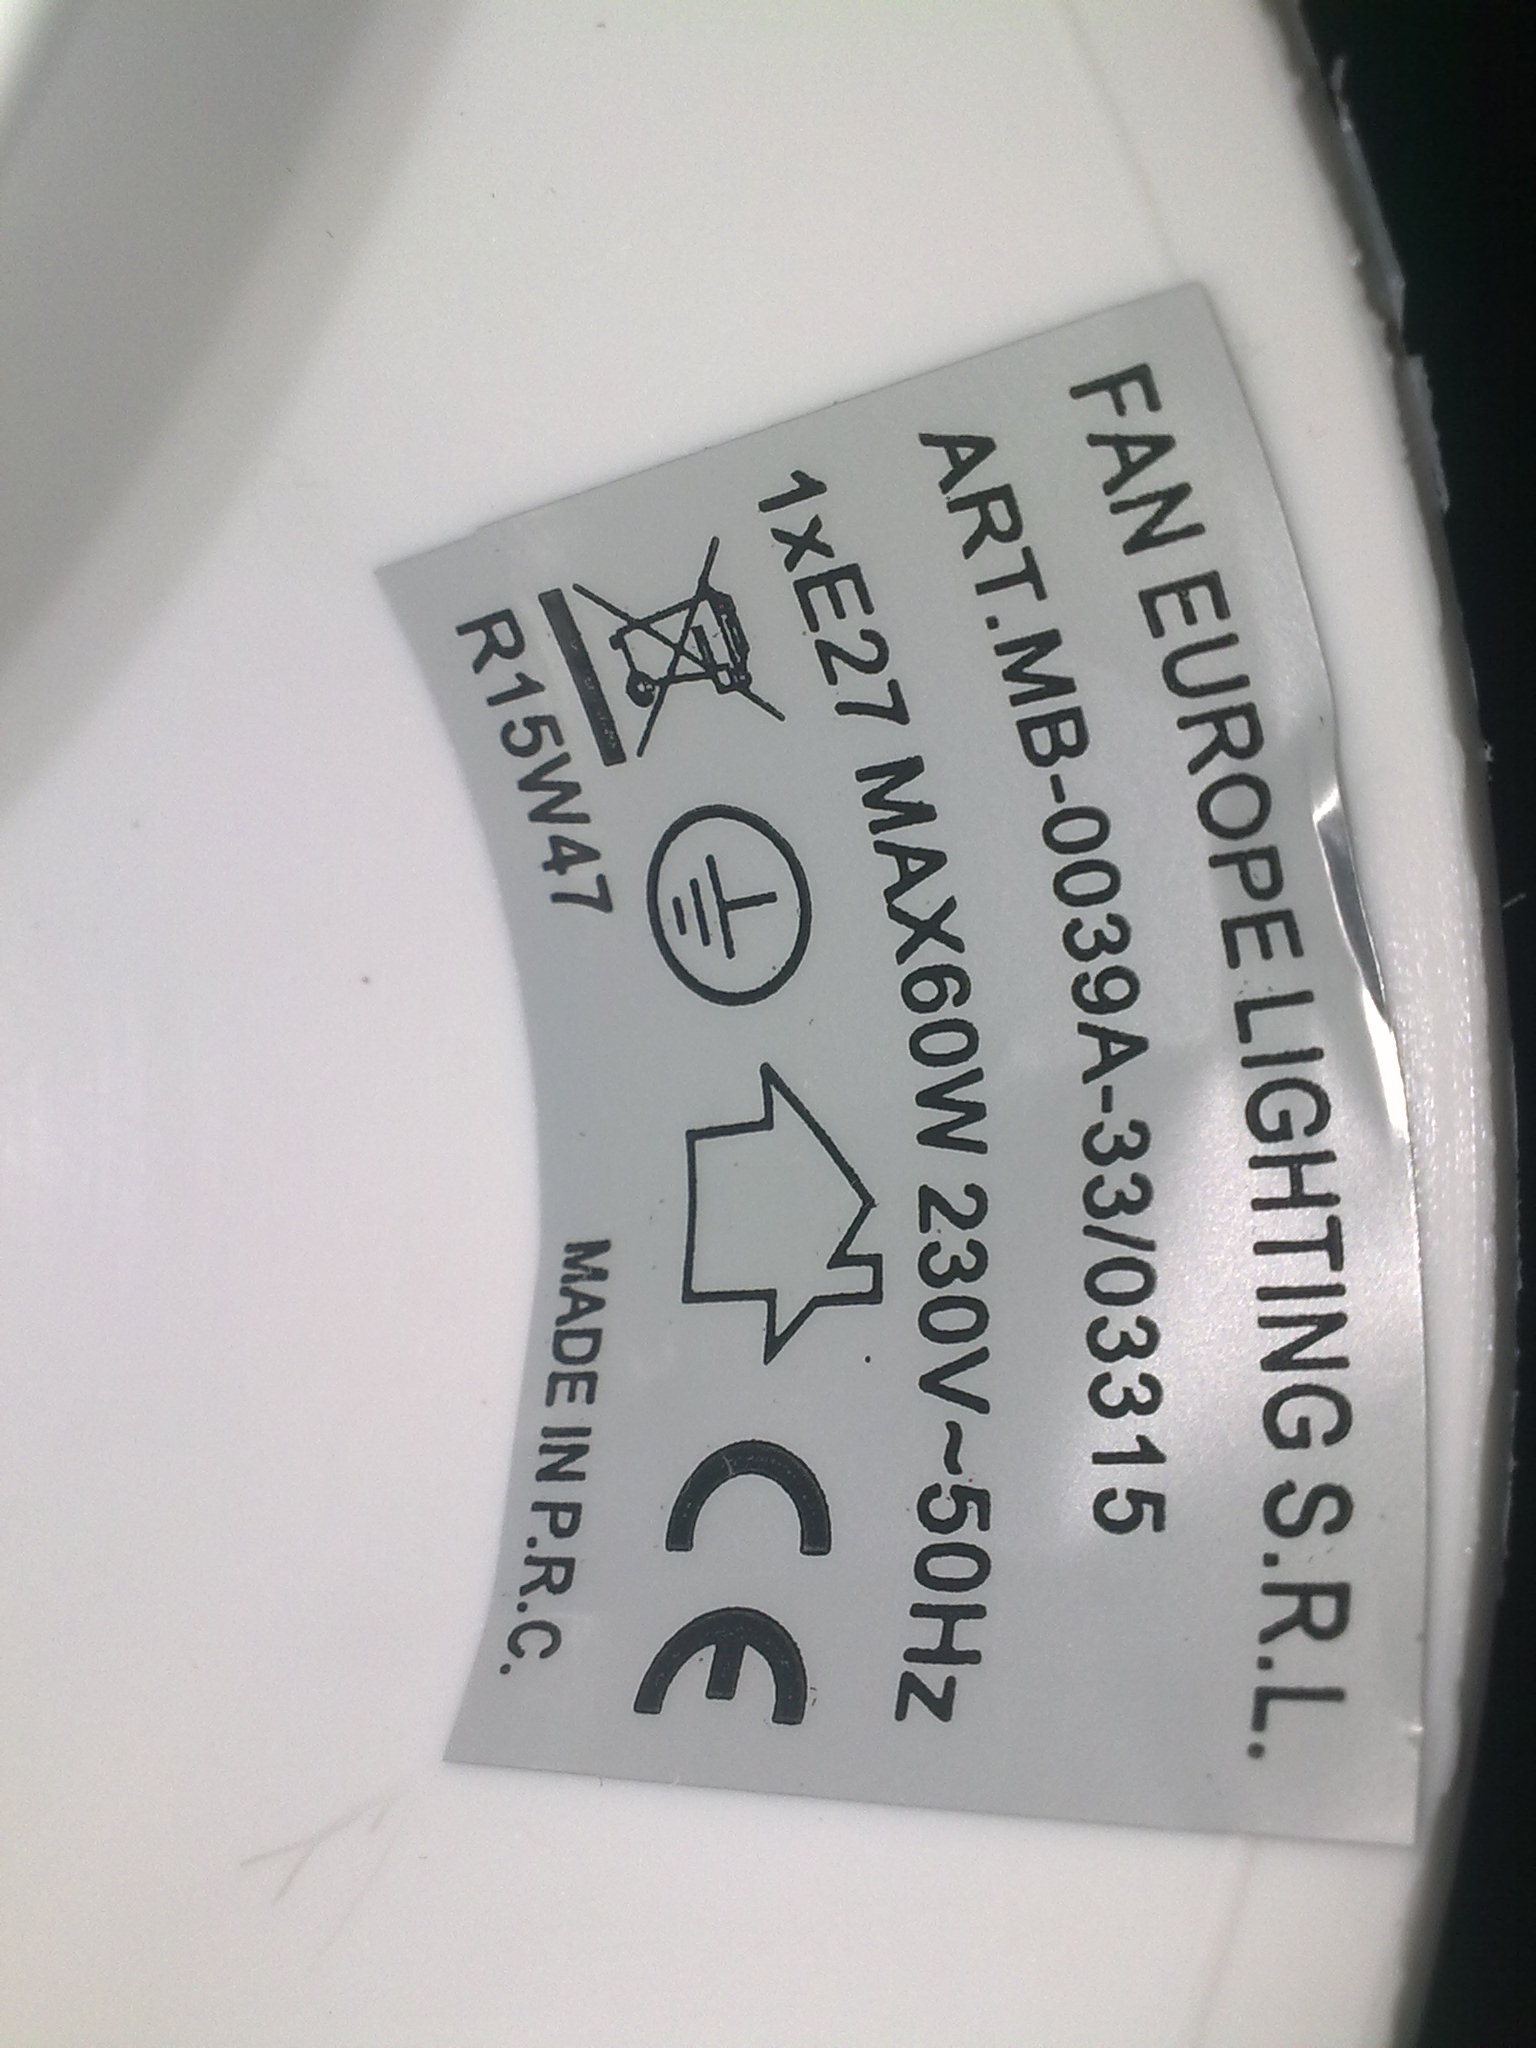 FAN EUROPE LIGHTING S.R.L.
ART.MB-0039A-33/03315
1xE27 MAX60W 230V~50Hz
CE
R15W47 MADE IN P.R.C.